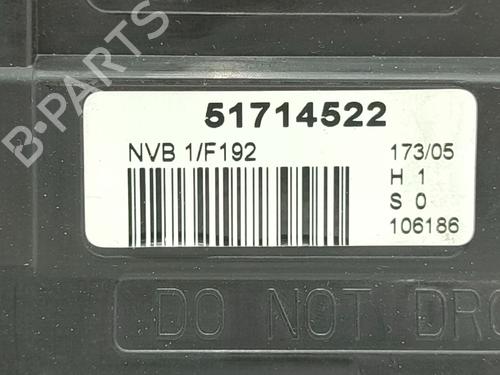 B-PARTS
51714522
NVB 1/F192
173/05
H 1
S 0
106186
DO NOT DRO